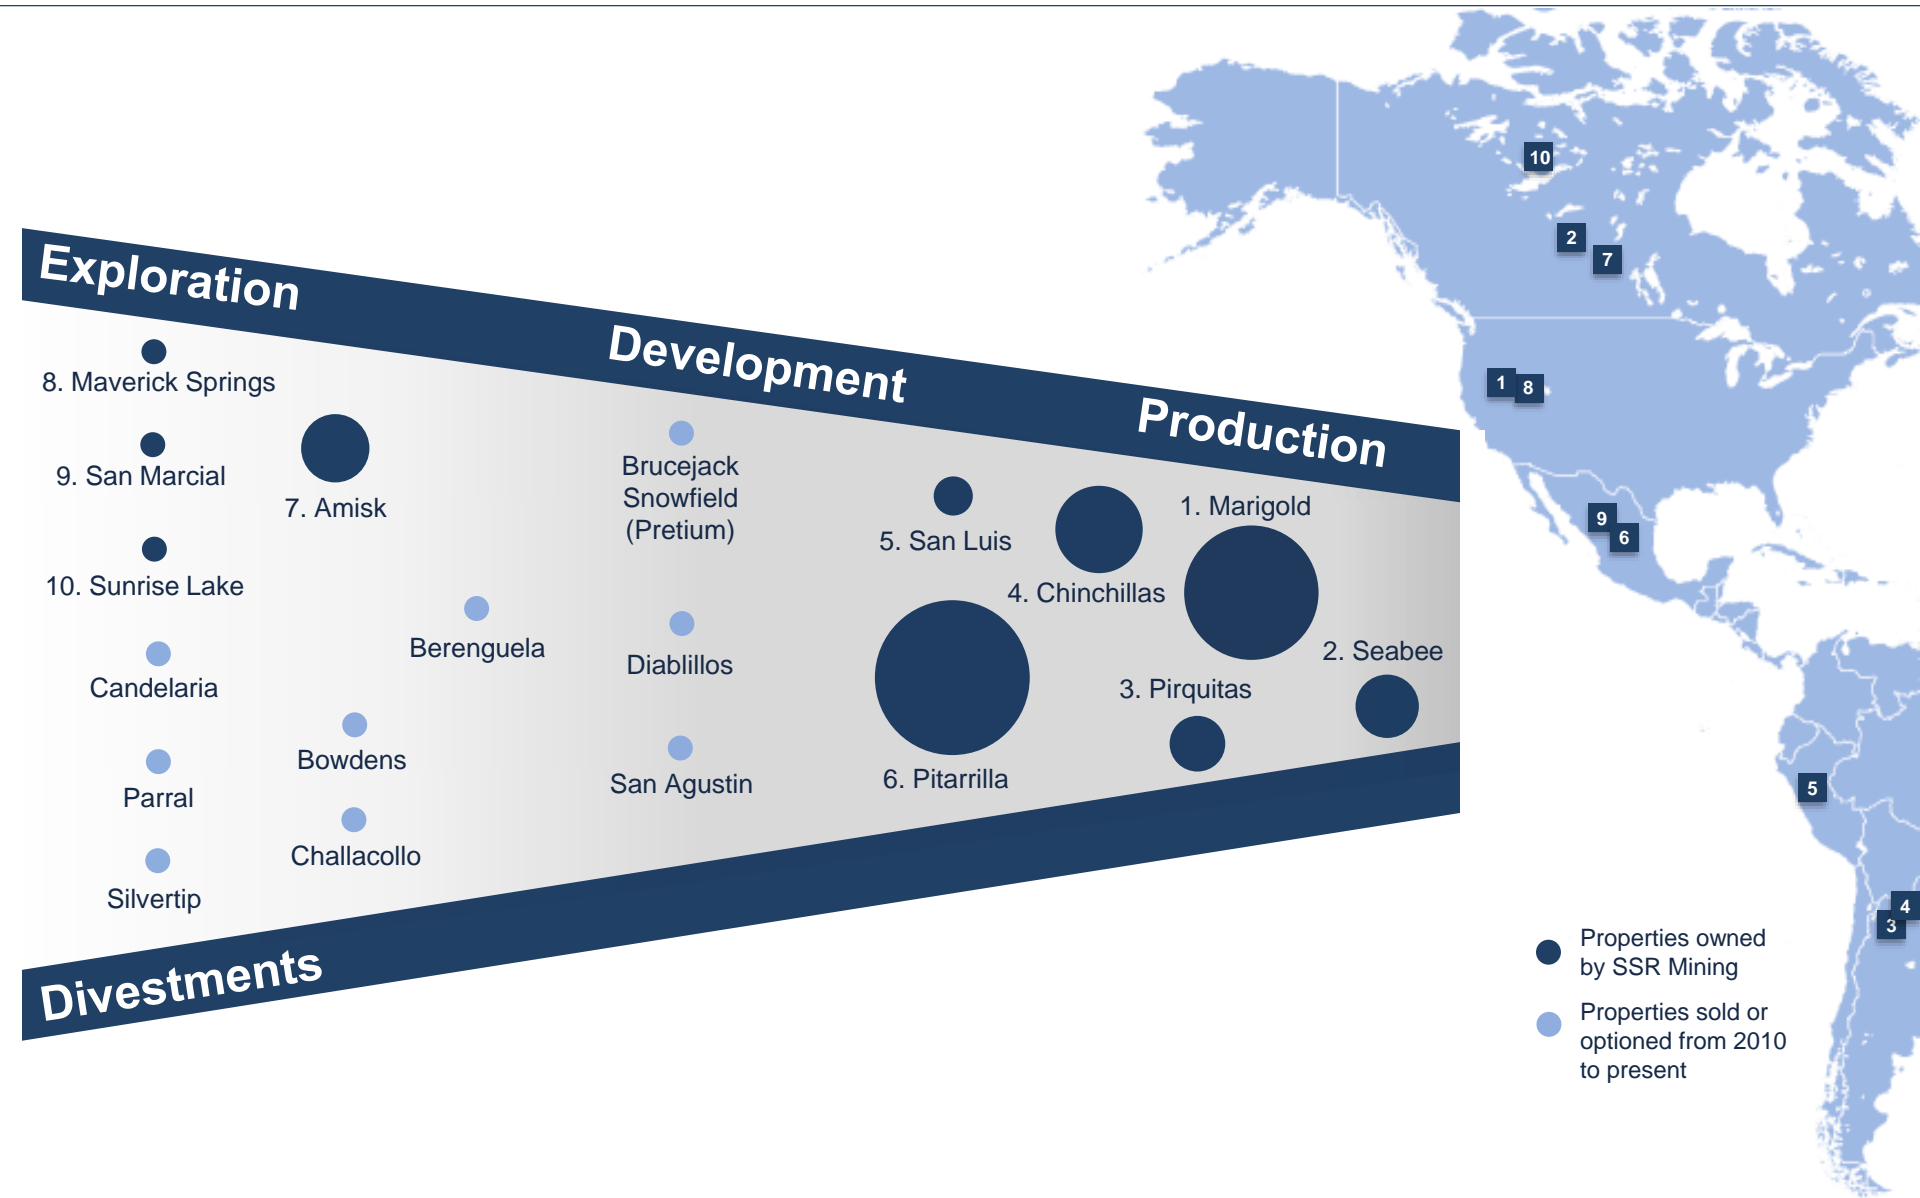 Exploration
Development
Production
8. Maverick Springs
9. San Marcial
7. Amisk
10. Sunrise Lake
Candelaria
Parral
Silvertip
Berenguela
Bowdens
Challacollo
Brucejack
Snowfield
(Pretium)
Diablillos
San Agustin
5. San Luis
4. Chinchillas
6. Pitarrilla
1. Marigold
2. Seabee
3. Pirquitas
Divestments
10
2
7
1
8
9
6
5
4
3
Properties owned
by SSR Mining
Properties sold or
optioned from 2010
to present